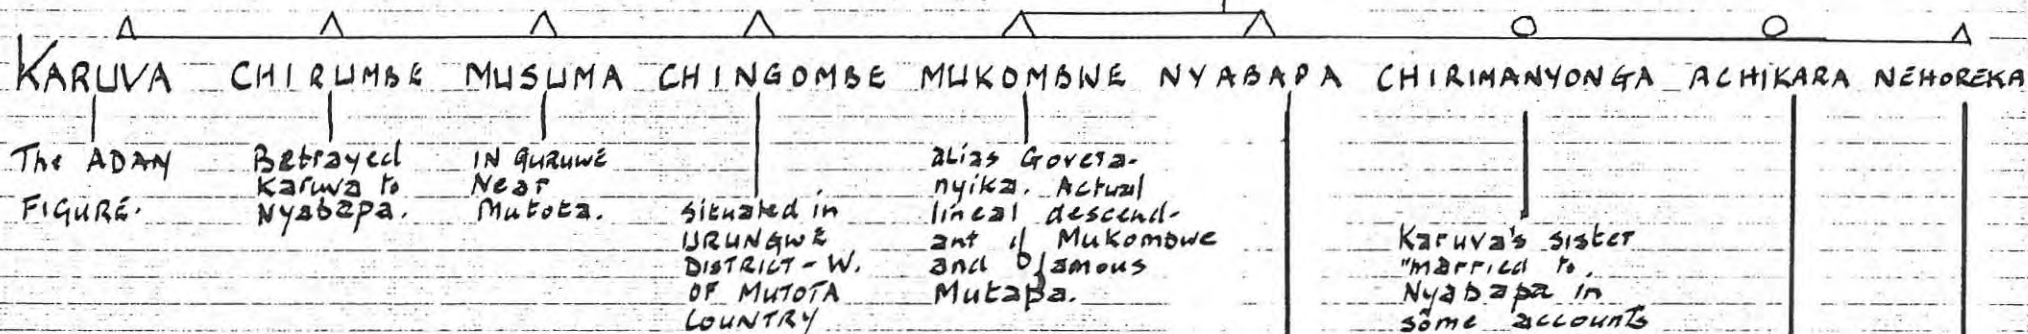 KARUVA CHIRUMBE MUSUMA CHINGOMBE MUKOMBWE NYABAPA CHIRIMANYONGA ACHIKARA NEHOREKA
The ADAM
FIGURE.
Betrayed
Karuva to
Nyabapa.
IN GURUWE
Near
Mutota.
Situated in
URUNGWE
DISTRICT - W.
OF MUTOTA
COUNTRY
alias Govera-
nyika. Actual
lineal descend-
ant of Mukombwe
and famous
Mutapa.
Karuva's sister
"married to,
Nyabapa in
some accounts